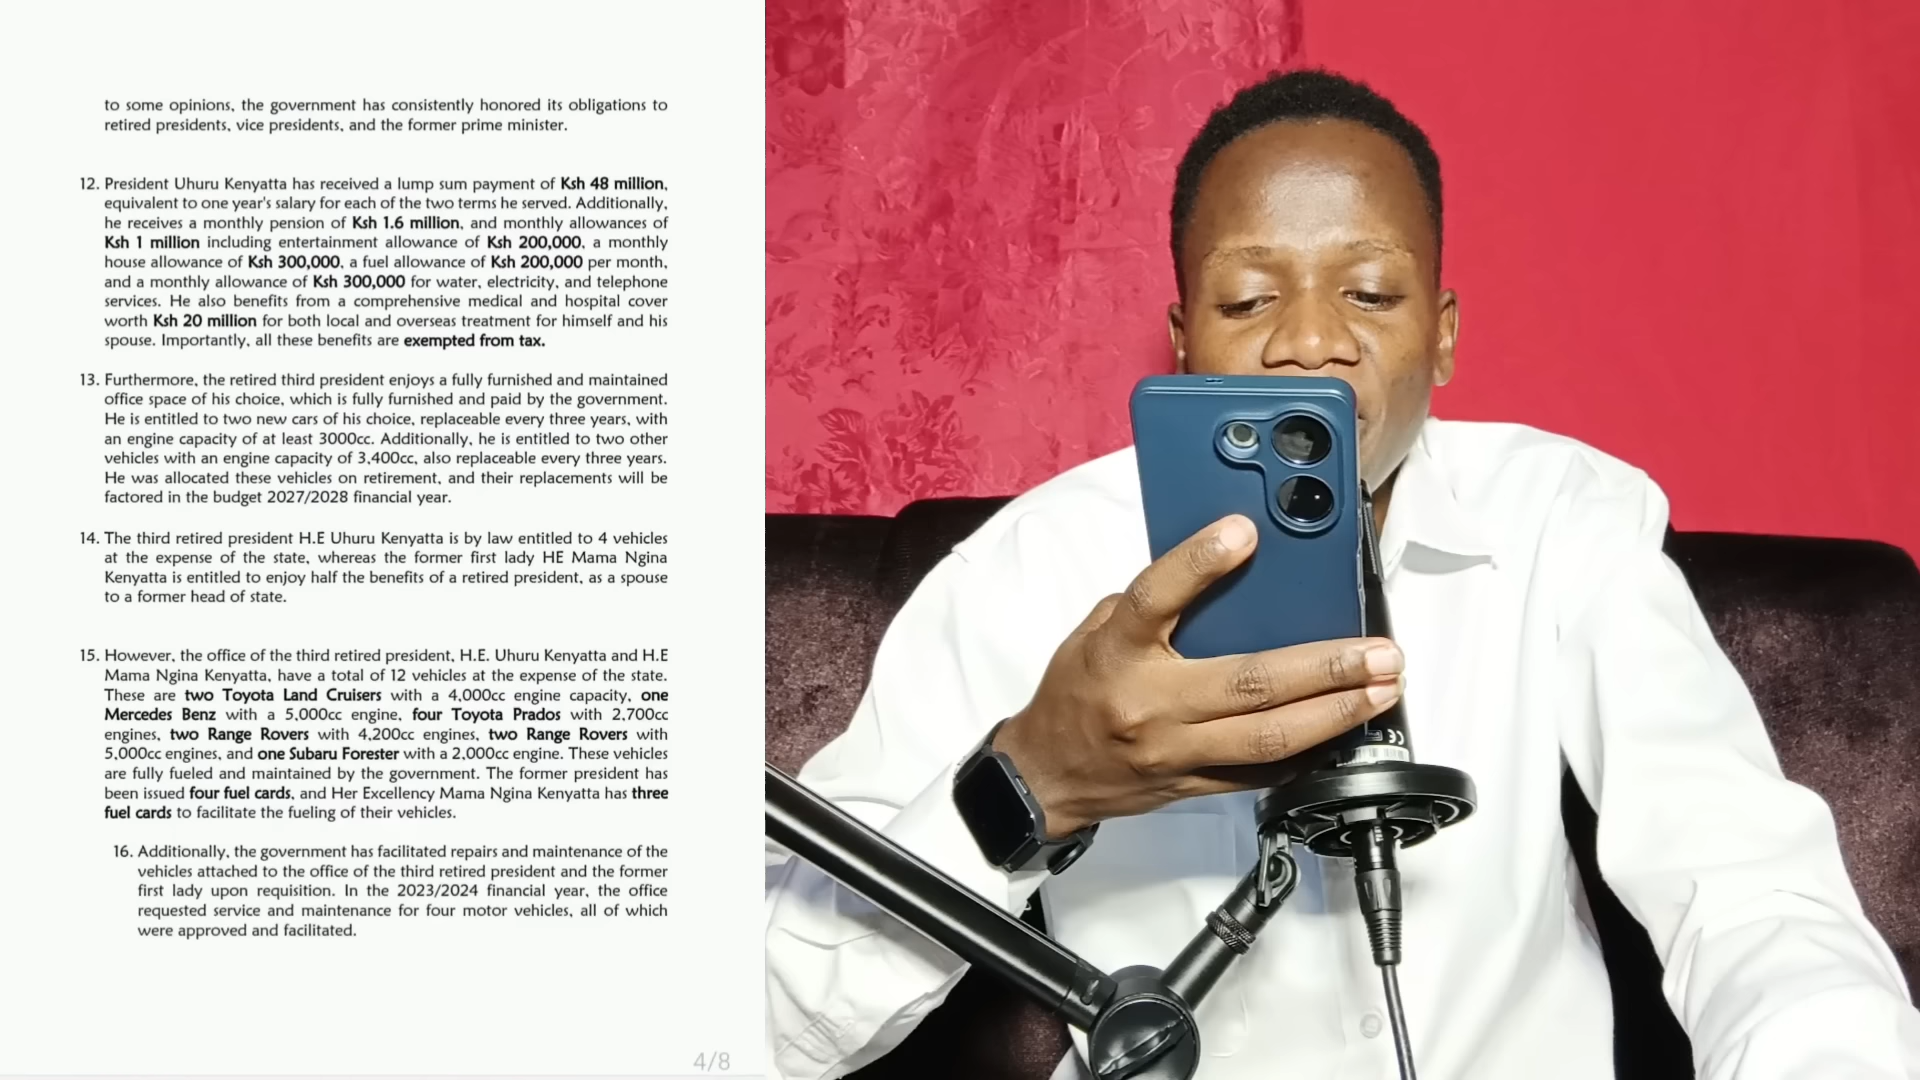 to some opinions, the government has consistently honored its obligations to
retired presidents, vice presidents, and the former prime minister.
12. President Uhuru Kenyatta has received a lump sum payment of Ksh 48 million,
equivalent to one year's salary for each of the two terms he served. Additionally,
he receives a monthly pension of Ksh 1.6 million, and monthly allowances of
Ksh 1 million including entertainment allowance of Ksh 200,000, a monthly
house allowance of Ksh 300,000, a fuel allowance of Ksh 200,000 per month,
and a monthly allowance of Ksh 300,000 for water, electricity, and telephone
services. He also benefits from a comprehensive medical and hospital cover
worth Ksh 20 million for both local and overseas treatment for himself and his
spouse. Importantly, all these benefits are exempted from tax.
13. Furthermore, the retired third president enjoys a fully furnished and maintained
office space of his choice, which is fully furnished and paid by the government.
He is entitled to two new cars of his choice, replaceable every three years, with
an engine capacity of at least 3000cc. Additionally, he is entitled to two other
vehicles with an engine capacity of 3,400cc, also replaceable every three years.
He was allocated these vehicles on retirement, and their replacements will be
factored in the budget 2027/2028 financial year.
14. The third retired president H.E Uhuru Kenyatta is by law entitled to 4 vehicles
at the expense of the state, whereas the former first lady HE Mama Ngina
Kenyatta is entitled to enjoy half the benefits of a retired president, as a spouse
to a former head of state.
15. However, the office of the third retired president, H.E. Uhuru Kenyatta and H.E
Mama Ngina Kenyatta, have a total of 12 vehicles at the expense of the state.
These are two Toyota Land Cruisers with a 4,000cc engine capacity, one
Mercedes Benz with a 5,000cc engine, four Toyota Prados with 2,700cc
engines, two Range Rovers with 4,200cc engines, two Range Rovers with
5,000cc engines, and one Subaru Forester with a 2,000cc engine. These vehicles
are fully fueled and maintained by the government. The former president has
been issued four fuel cards, and Her Excellency Mama Ngina Kenyatta has three
fuel cards to facilitate the fueling of their vehicles.
16. Additionally, the government has facilitated repairs and maintenance of the
vehicles attached to the office of the third retired president and the former
first lady upon requisition. In the 2023/2024 financial year, the office
requested service and maintenance for four motor vehicles, all of which
were approved and facilitated.
4/8
CE